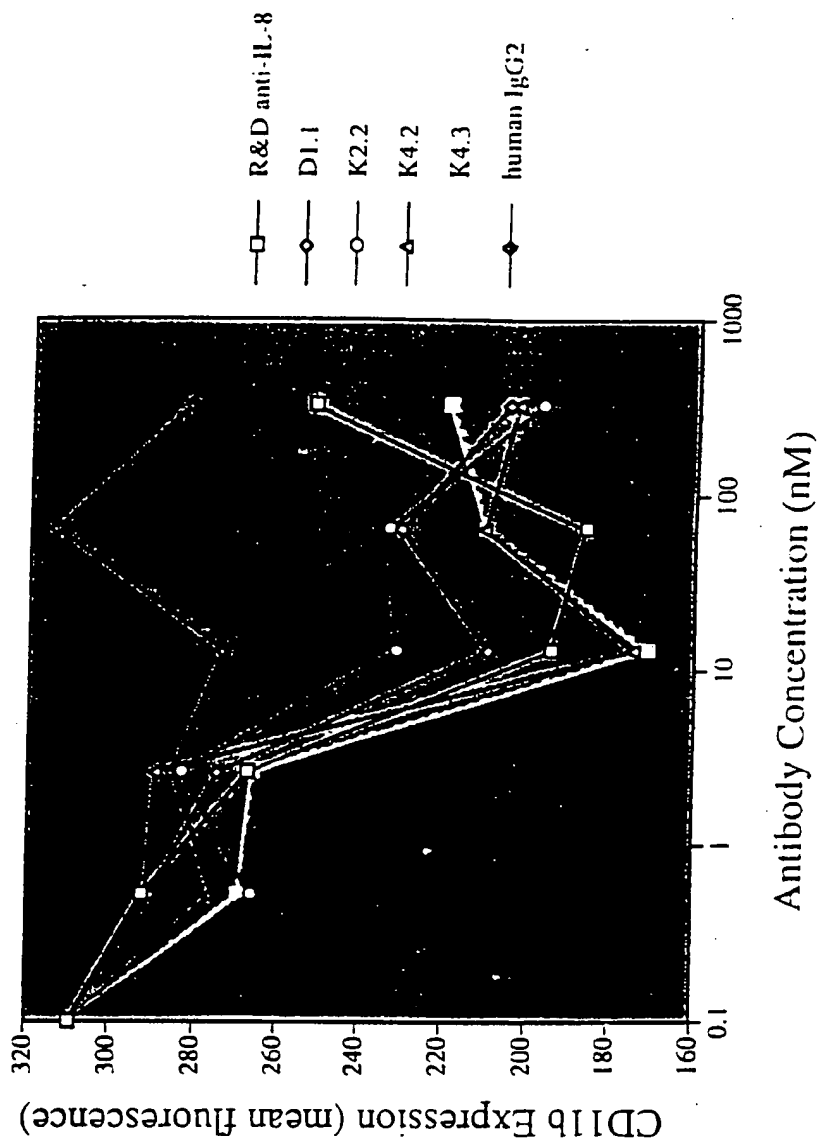 CD11b Expression (mean fluorescence)
320
300
280
260
240
220
200
180
160
0.1
1
10
100
1000
Antibody Concentration (nM)
R&D anti-IL-8
D1.1
K2.2
K4.2
K4.3
human IgG2